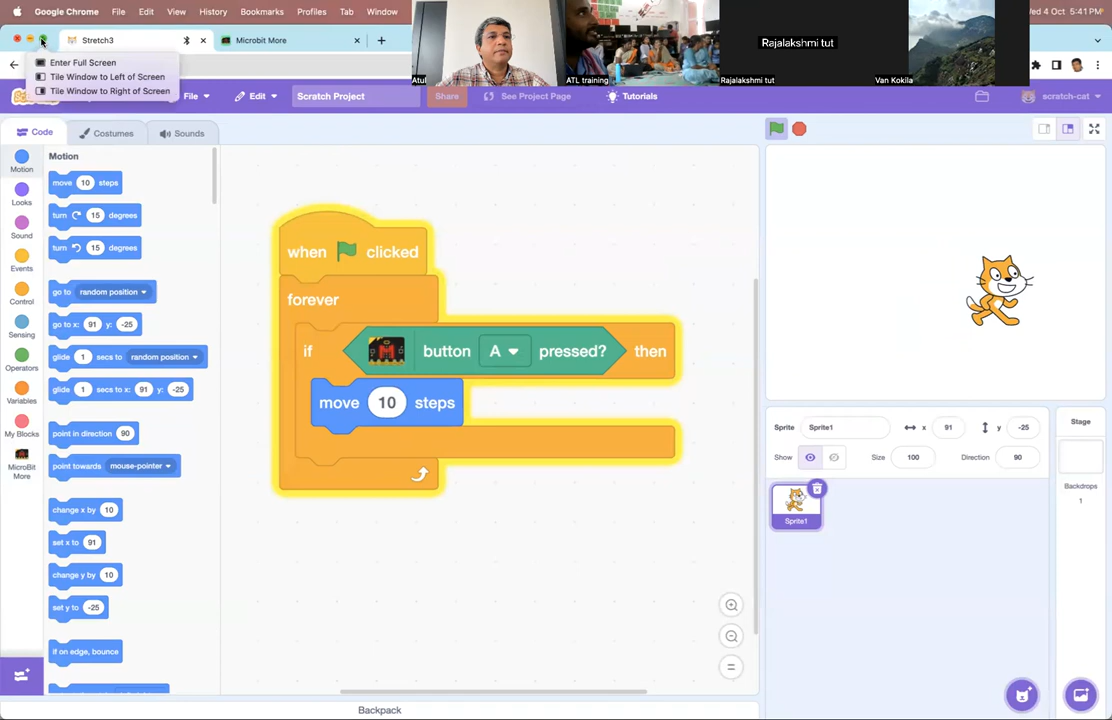 Google Chrome File Edit View History Bookmarks Profiles Tab Window
Wed 4 Oct 5:41 PM
Stretch3
Microbit More
Enter Full Screen
Tile Window to Left of Screen
Tile Window to Right of Screen
Atul
ATL training
Rajalakshmi tut
Rajalakshmi tut
Van Kokila
File
Edit
Scratch Project
Share
See Project Page
Tutorials
scratch-cat
Code
Costumes
Sounds
Motion
Looks
Sound
Events
Control
Sensing
Operators
Variables
My Blocks
MicroBit
More
Motion
move 10 steps
turn 15 degrees
turn 15 degrees
go to random position
go to x: 91 y: -25
glide 1 secs to random position
glide 1 secs to x: 91 y: -25
point in direction 90
point towards mouse-pointer
change x by 10
set x to 91
change y by 10
set y to -25
if on edge, bounce
when clicked
forever
if button A pressed? then
move 10 steps
Backpack
Sprite Sprite1 x 91 y -25
Show Size 100 Direction 90
Sprite1
Stage
Backdrops
1